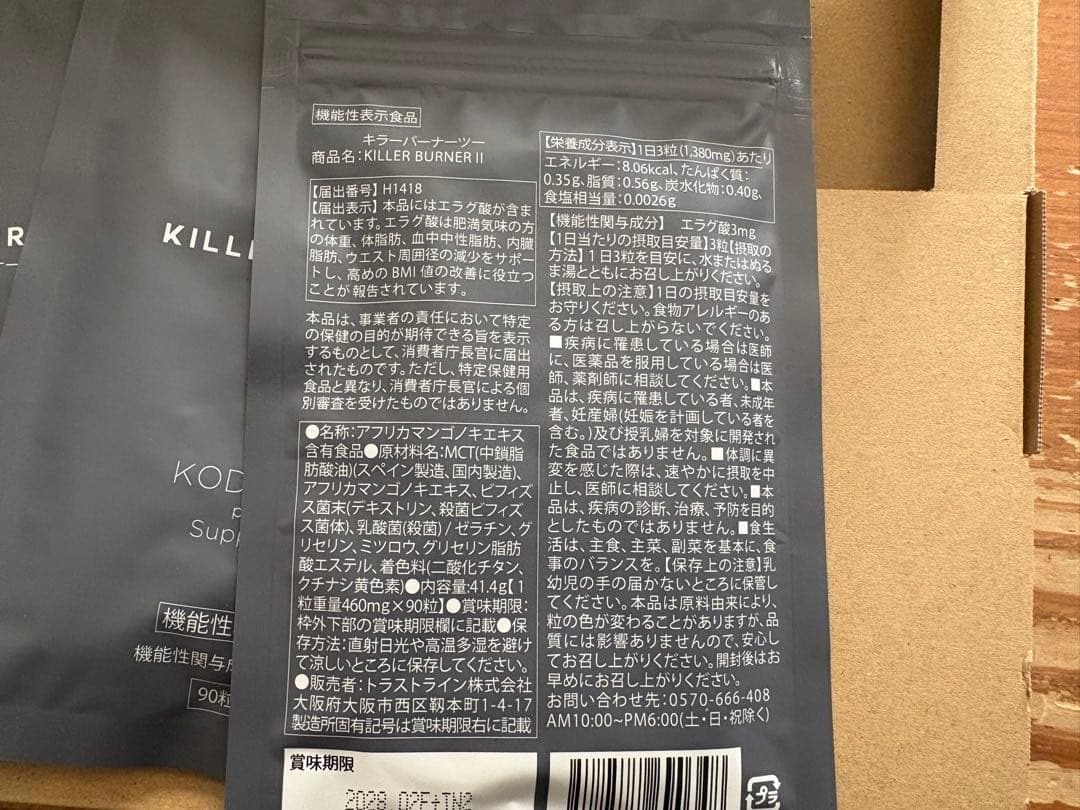 機能性表示食品
キラーバーナーツー
商品名:KILLER BURNER II
【届出番号】H1418
【届出表示】本品にはエラグ酸が含ま
れています。エラグ酸は肥満気味の方
の体重、体脂肪、血中中性脂肪、内臓
脂肪、ウエスト周囲径の減少をサポー
トし、高めのBMI値の改善に役立つ
ことが報告されています。
本品は、事業者の責任において特定
の保健の目的が期待できる旨を表示
するものとして、消費者庁長官に届出
されたものです。ただし、特定保健用
食品と異なり、消費者庁長官による個
別審査を受けたものではありません。
●名称:アフリカマンゴノキエキス
含有食品●原材料名:MCT(中鎖脂
肪酸油)(スペイン製造、国内製造)、
アフリカマンゴノキエキス、ビフィズ
ス菌末(デキストリン、殺菌ビフィズ
ス菌体)、乳酸菌(殺菌)/ゼラチン、グ
リセリン、ミツロウ、グリセリン脂肪
酸エステル、着色料(二酸化チタン、
クチナシ黄色素)●内容量:41.4g【1
粒重量460mg×90粒】●賞味期限:
枠外下部の賞味期限欄に記載●保
存方法:直射日光や高温多湿を避け
て涼しいところに保存してください。
●販売者:トラストライン株式会社
大阪府大阪市西区靱本町1-4-17
製造所固有記号は賞味期限右に記載
【栄養成分表示】1日3粒(1,380mg)あたり
エネルギー:8.06kcal、たんぱく質:
0.35g、脂質:0.56g、炭水化物:0.40g、
食塩相当量:0.0026g
【機能性関与成分】 エラグ酸3mg
【1日当たりの摂取目安量】3粒【摂取の
方法】1日3粒を目安に、水またはぬる
ま湯とともにお召し上がりください。
【摂取上の注意】1日の摂取目安量を
お守りください。食物アレルギーのあ
る方は召し上がらないでください。
■疾病に罹患している場合は医師
に、医薬品を服用している場合は医
師、薬剤師に相談してください。■本
品は、疾病に罹患している者、未成年
者、妊産婦(妊娠を計画している者を
含む。)及び授乳婦を対象に開発され
た食品ではありません。■体調に異
変を感じた際は、速やかに摂取を中
止し、医師に相談してください。■本
品は、疾病の診断、治療、予防を目的
としたものではありません。■食生
活は、主食、主菜、副菜を基本に、食
事のバランスを。【保存上の注意】乳
幼児の手の届かないところに保管し
てください。本品は原料由来により、
粒の色が変わることがありますが、品
質には影響ありませんので、安心し
てお召し上がりください。開封後はお
早めにお召し上がりください。
お問い合わせ先:0570-666-408
AM10:00~PM6:00(土・日・祝除く)
賞味期限
プラ
R
KILL
KOD
Supp
機能性
機能性関与
90粒